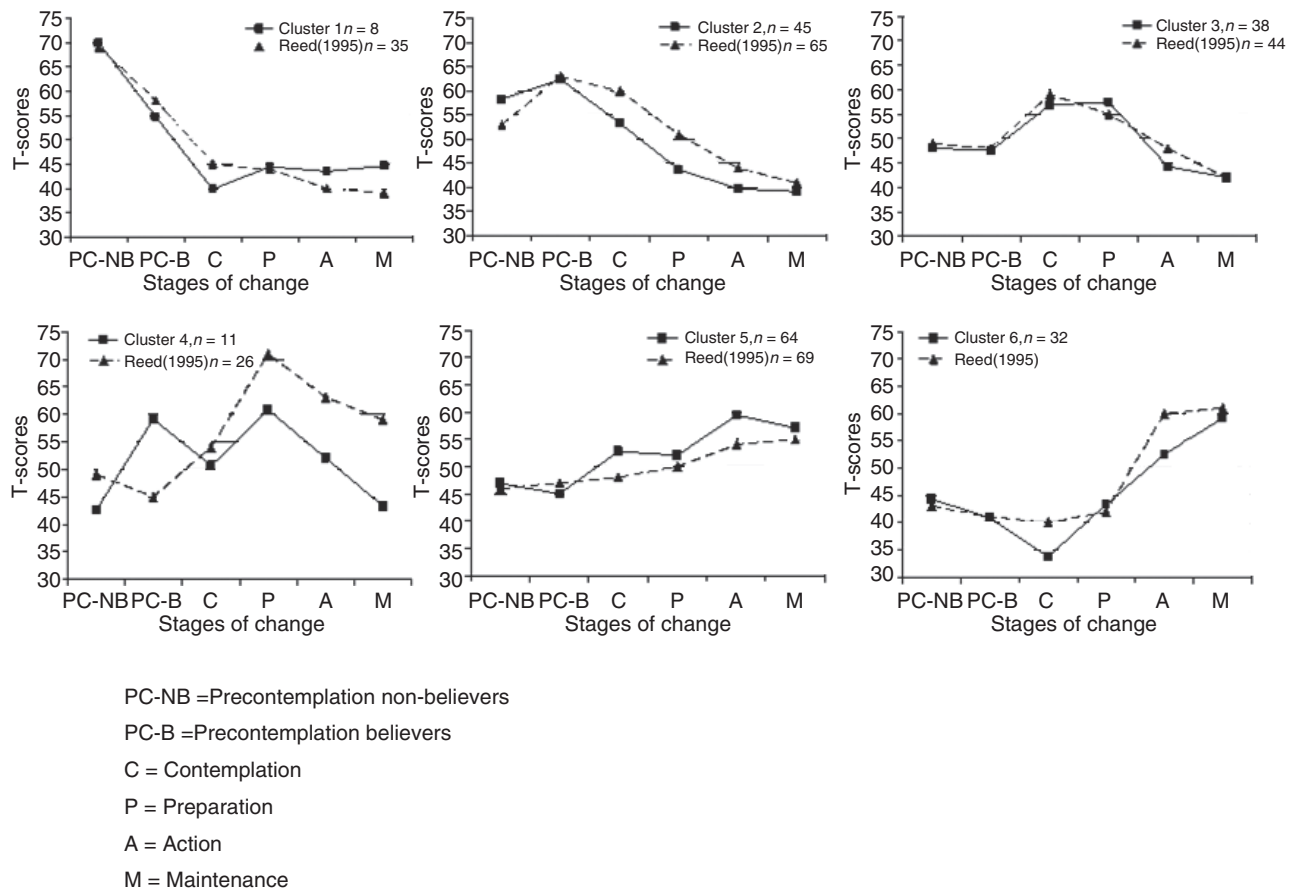 75
70
65
60
55
50
45
40
35
30
T-scores
Cluster 1n = 8
Reed(1995)n = 35
PC-NB PC-B C P A M
Stages of change
75
70
65
60
55
50
45
40
35
30
T-scores
Cluster 2,n = 45
Reed(1995)n = 65
PC-NB PC-B C P A M
Stages of change
75
70
65
60
55
50
45
40
35
30
T-scores
Cluster 3,n = 38
Reed(1995)n = 44
PC-NB PC-B C P A M
Stages of change
75
70
65
60
55
50
45
40
35
30
T-scores
Cluster 4,n = 11
Reed(1995)n = 26
PC-NB PC-B C P A M
Stages of change
75
70
65
60
55
50
45
40
35
30
T-scores
Cluster 5,n = 64
Reed(1995)n = 69
PC-NB PC-B C P A M
Stages of change
75
70
65
60
55
50
45
40
35
30
T-scores
Cluster 6,n = 32
Reed(1995)
PC-NB PC-B C P A M
Stages of change
PC-NB =Precontemplation non-believers
PC-B =Precontemplation believers
C = Contemplation
P = Preparation
A = Action
M = Maintenance